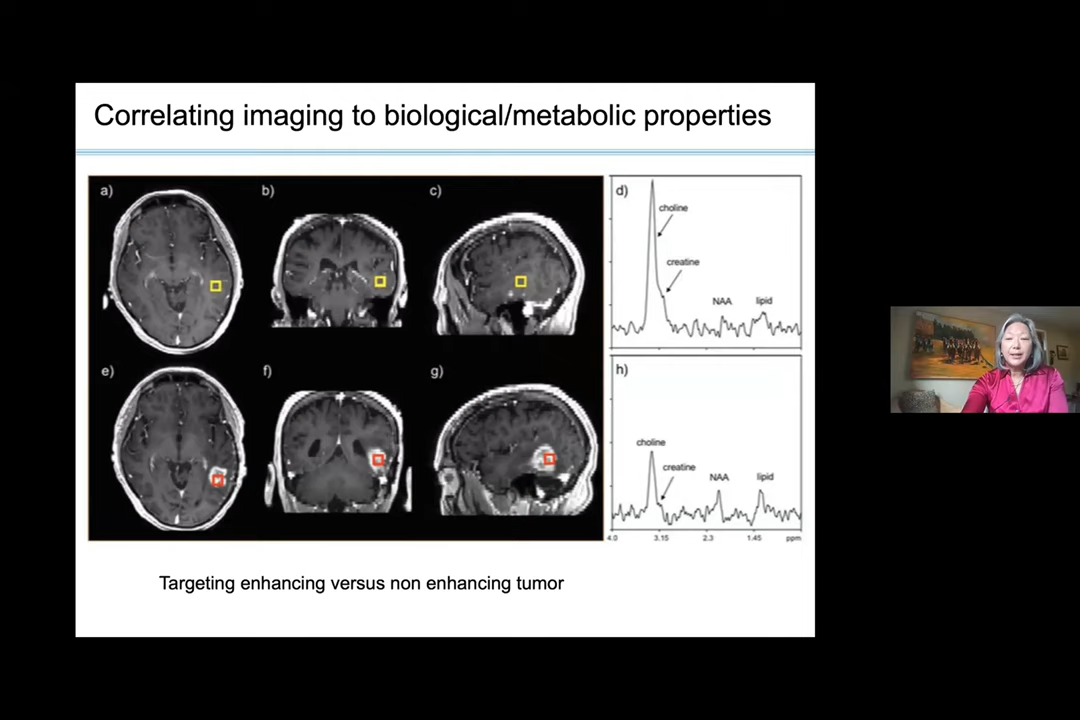 Correlating imaging to biological/metabolic properties
a)
b)
c)
d)
choline
creatine
NAA
lipid
e)
f)
g)
h)
choline
creatine
NAA
lipid
4.0 3.15 2.3 1.45 ppm
Targeting enhancing versus non enhancing tumor